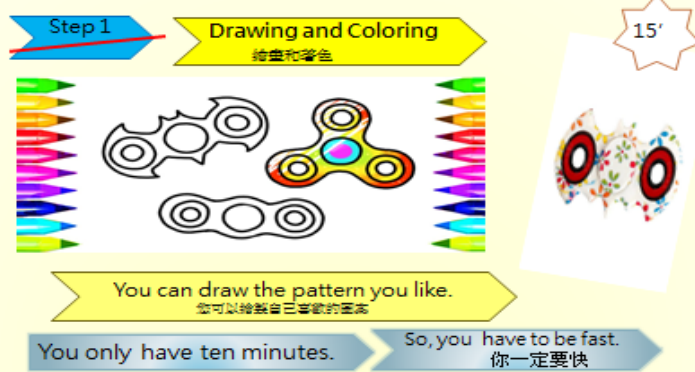 Step 1
Drawing and Coloring
繪畫和著色
15′
You can draw the pattern you like.
您可以繪製自己喜歡的圖案
You only have ten minutes.
So, you have to be fast.
你一定要快